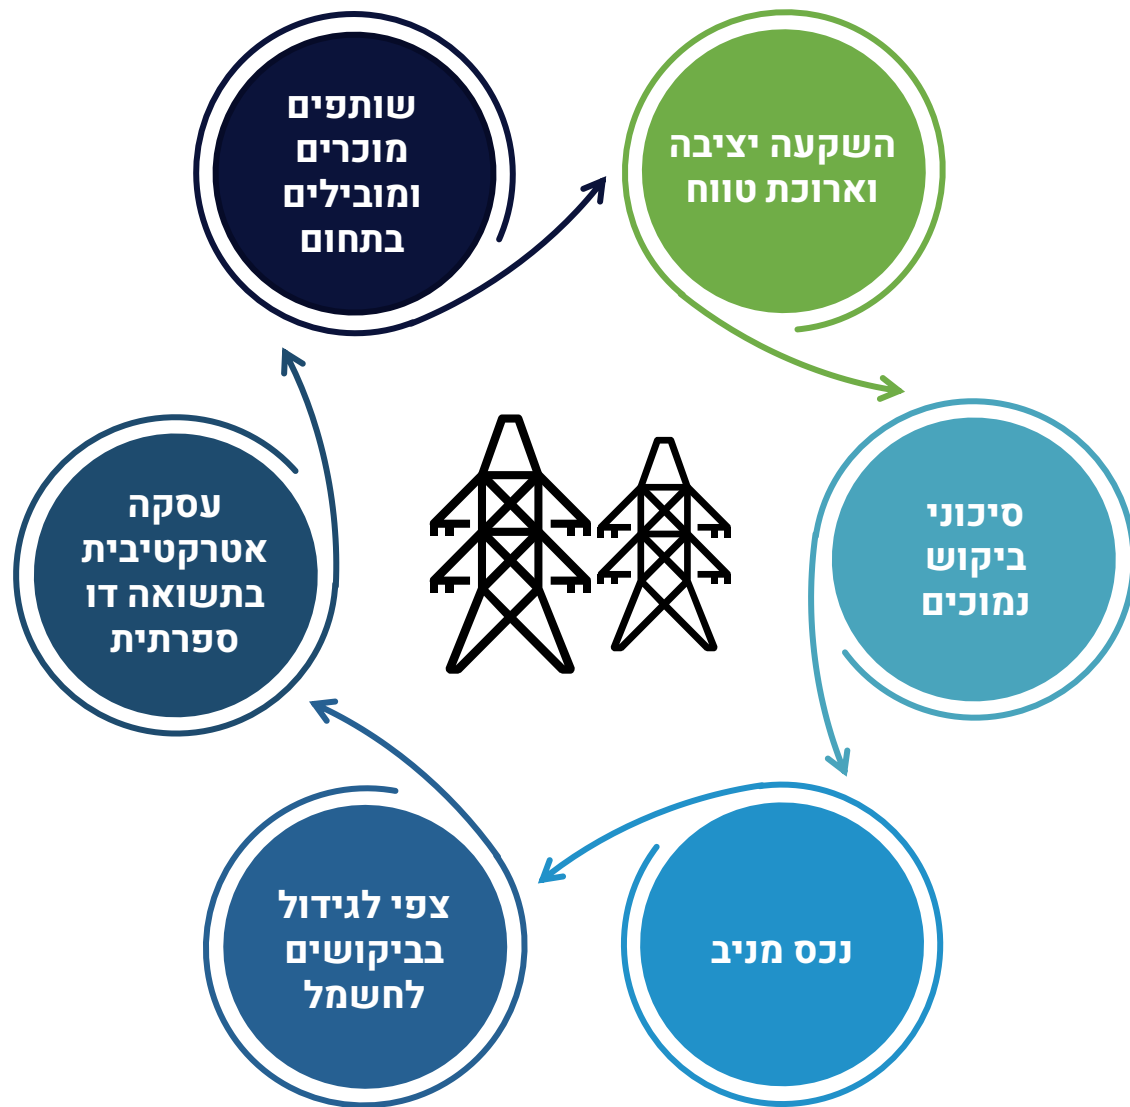 השקעה יציבה
וארוכת טווח
סיכוני
ביקוש
נמוכים
נכס מניב
צפי לגידול
בביקושים
לחשמל
עסקה
אטרקטיבית
בתשואה דו
ספרתית
שותפים
מוכרים
ומובילים
בתחום